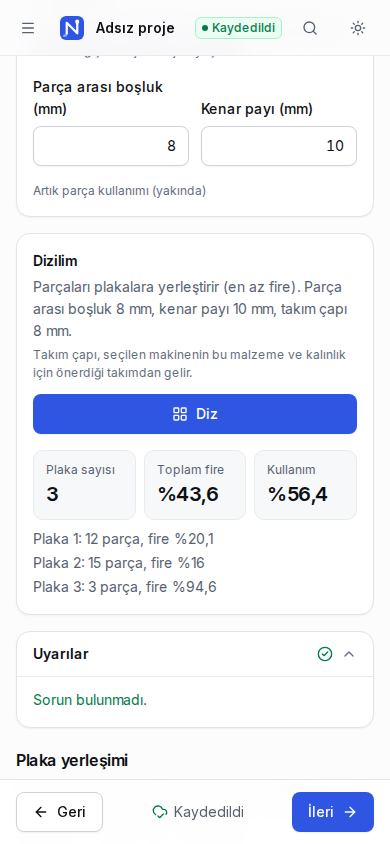 Adsız proje
Kaydedildi
Parça arası boşluk
(mm)
Kenar payı (mm)
8
10
Artık parça kullanımı (yakında)
Dizilim
Parçaları plakalara yerleştirir (en az fire). Parça
arası boşluk 8 mm, kenar payı 10 mm, takım çapı
8 mm.
Takım çapı, seçilen makinenin bu malzeme ve kalınlık
için önerdiği takımdan gelir.
Diz
Plaka sayısı
3
Toplam fire
%43,6
Kullanım
%56,4
Plaka 1: 12 parça, fire %20,1
Plaka 2: 15 parça, fire %16
Plaka 3: 3 parça, fire %94,6
Uyarılar
Sorun bulunmadı.
Plaka yerleşimi
Geri
Kaydedildi
İleri